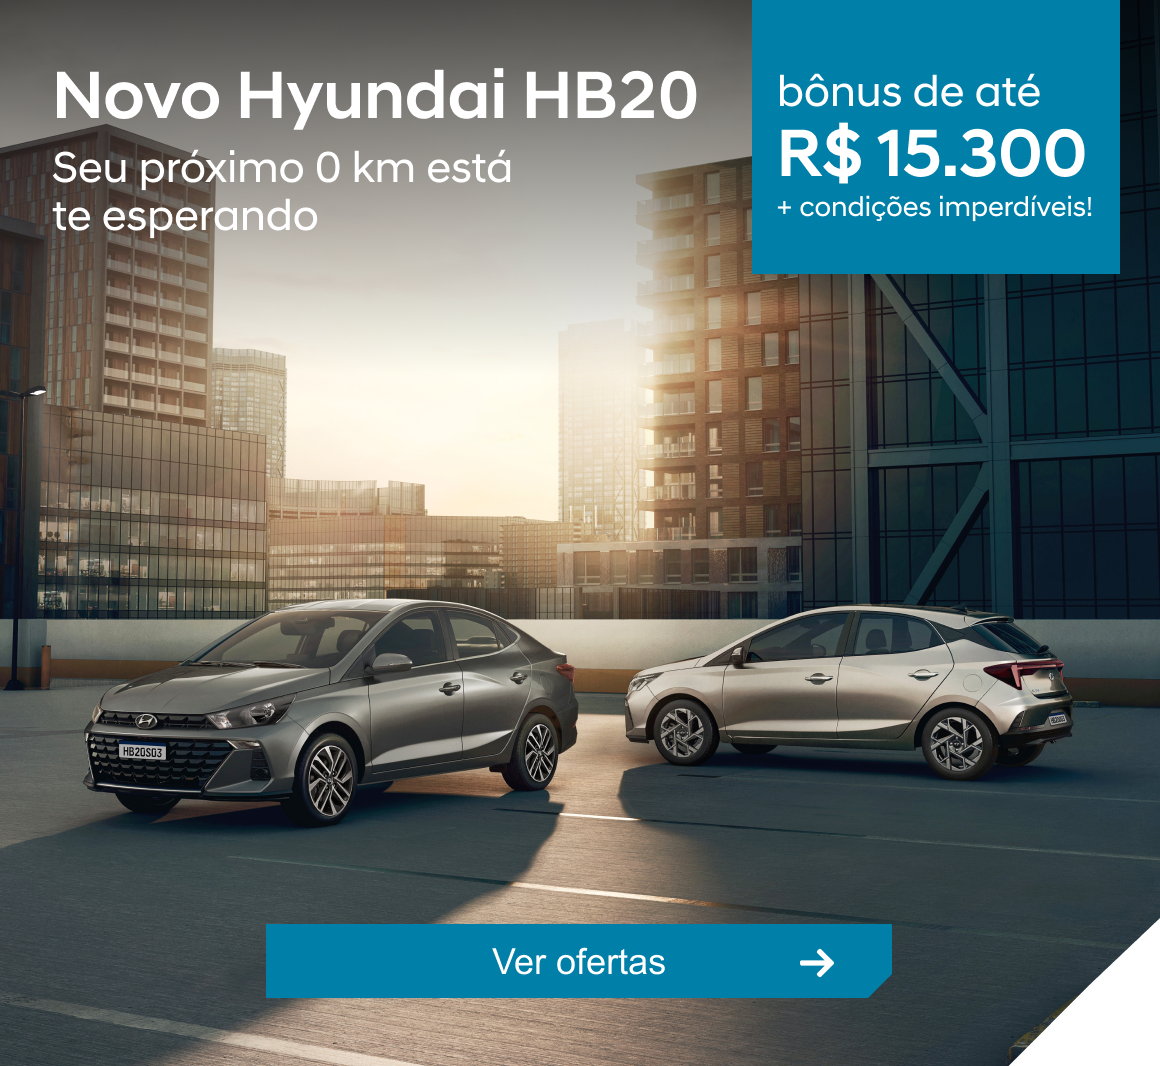 Novo Hyundai HB20
Seu próximo 0 km está
te esperando
bônus de até
R$ 15.300
+ condições imperdíveis!
HB20S03
Ver ofertas